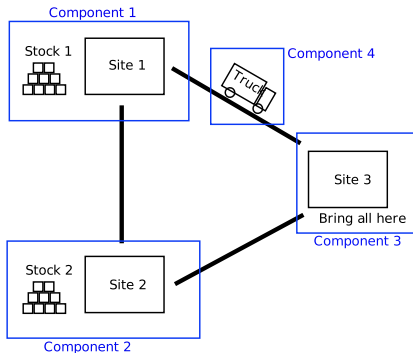 Component 1
Stock 1
Site 1
Component 4
Truck
Site 3
Bring all here
Component 3
Stock 2
Site 2
Component 2